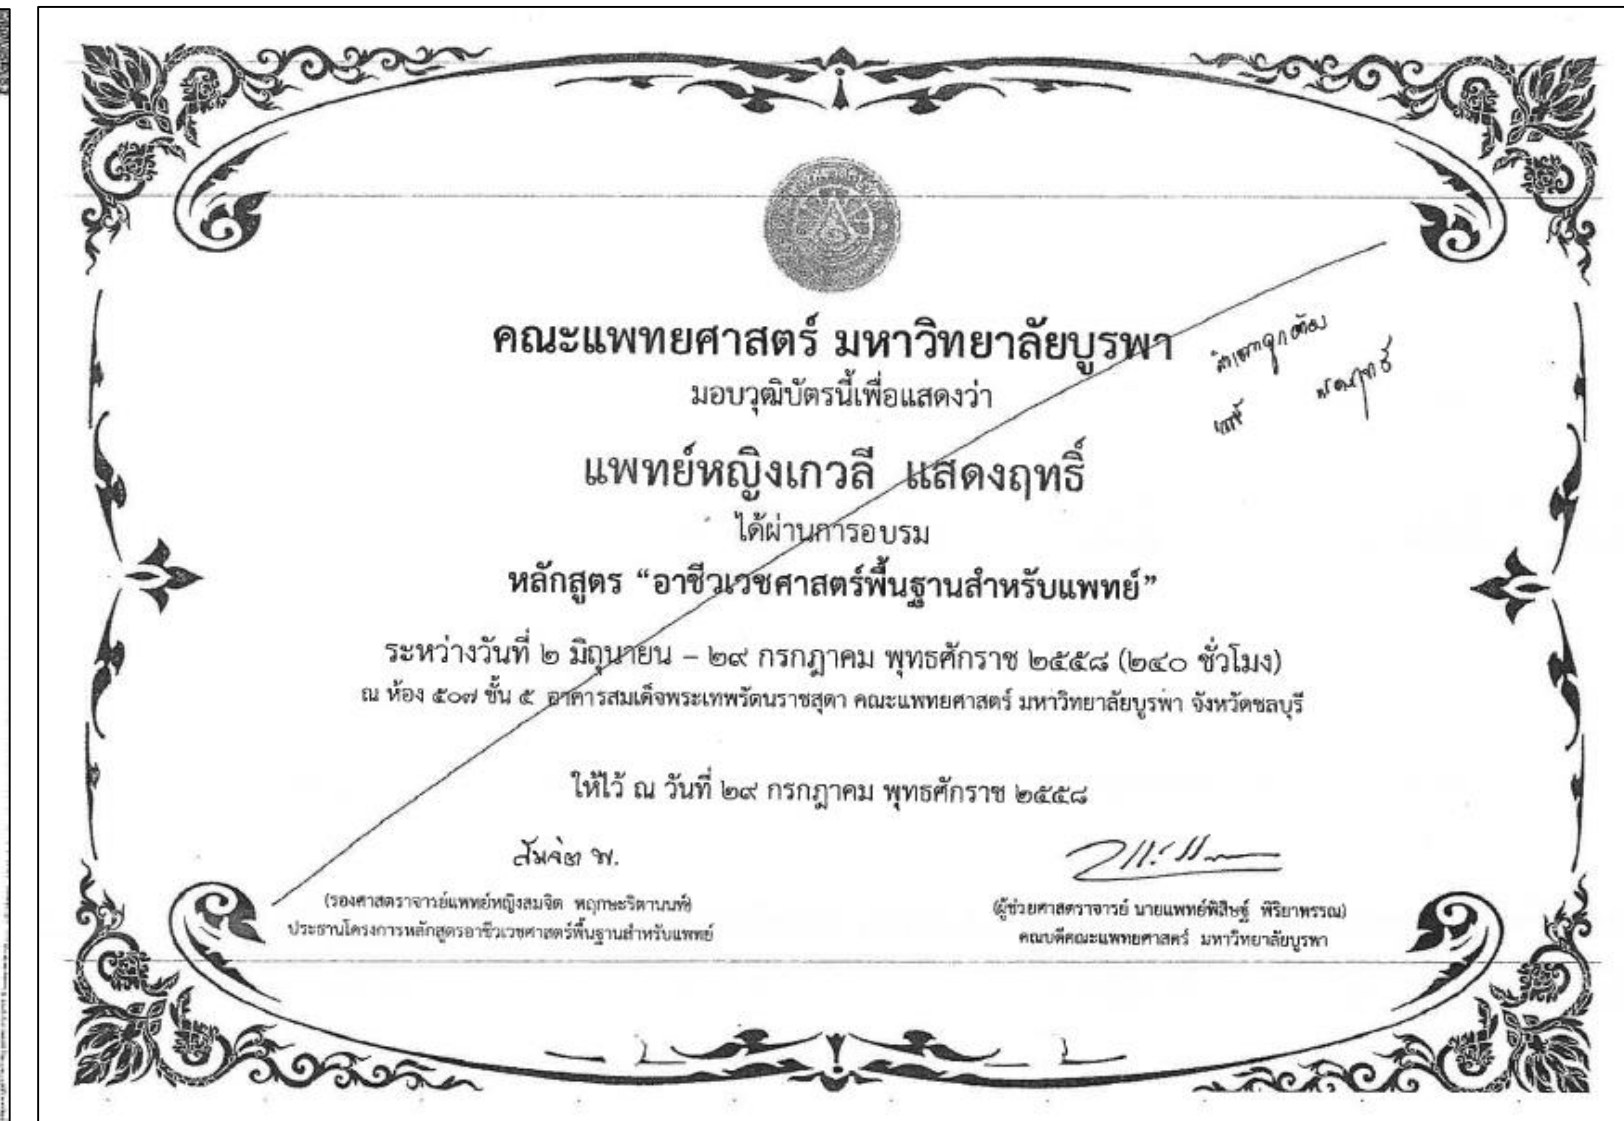 คณะแพทยศาสตร์ มหาวิทยาลัยบูรพา
มอบวุฒิบัตรนี้เพื่อแสดงว่า
แพทย์หญิงเกวลี แสดงฤทธิ์
ได้ผ่านการอบรม
หลักสูตร “อาชีวเวชศาสตร์พื้นฐานสำหรับแพทย์”
ระหว่างวันที่ ๒ มิถุนายน – ๒๙ กรกฎาคม พุทธศักราช ๒๕๕๘ (๒๔๐ ชั่วโมง)
ณ ห้อง ๕๐๗ ชั้น ๕ อาคารสมเด็จพระเทพรัตนราชสุดา คณะแพทยศาสตร์ มหาวิทยาลัยบูรพา จังหวัดชลบุรี
ให้ไว้ ณ วันที่ ๒๙ กรกฎาคม พุทธศักราช ๒๕๕๘
สำเนาถูกต้อง
สมจิต พ.
(รองศาสตราจารย์แพทย์หญิงสมจิต พฤกษะริตานนท์)
ประธานโครงการหลักสูตรอาชีวเวชศาสตร์พื้นฐานสำหรับแพทย์
(ผู้ช่วยศาสตราจารย์ นายแพทย์พิสิษฐ์ พิริยาพรรณ)
คณบดีคณะแพทยศาสตร์ มหาวิทยาลัยบูรพา